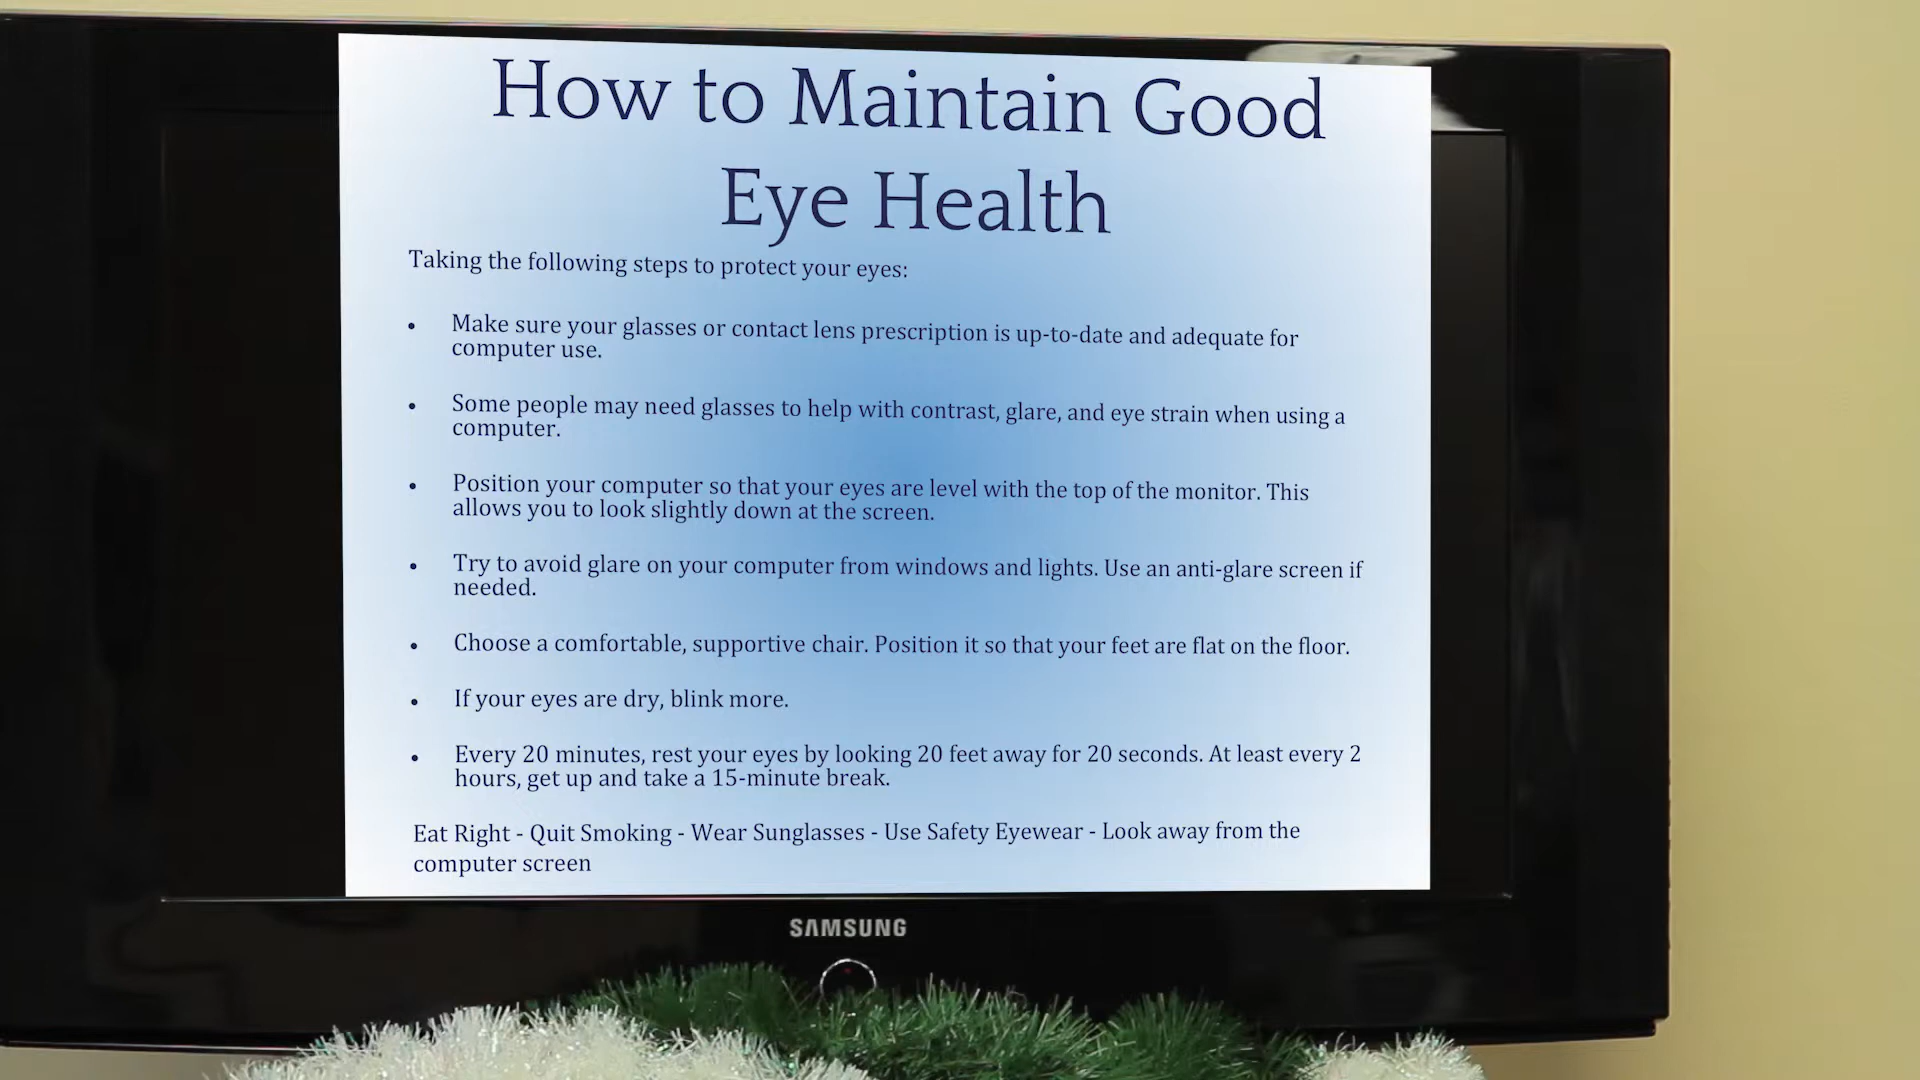 How to Maintain Good
Eye Health
Taking the following steps to protect your eyes:
• Make sure your glasses or contact lens prescription is up-to-date and adequate for
computer use.
• Some people may need glasses to help with contrast, glare, and eye strain when using a
computer.
• Position your computer so that your eyes are level with the top of the monitor. This
allows you to look slightly down at the screen.
• Try to avoid glare on your computer from windows and lights. Use an anti-glare screen if
needed.
• Choose a comfortable, supportive chair. Position it so that your feet are flat on the floor.
• If your eyes are dry, blink more.
• Every 20 minutes, rest your eyes by looking 20 feet away for 20 seconds. At least every 2
hours, get up and take a 15-minute break.
Eat Right - Quit Smoking - Wear Sunglasses - Use Safety Eyewear - Look away from the
computer screen
SAMSUNG